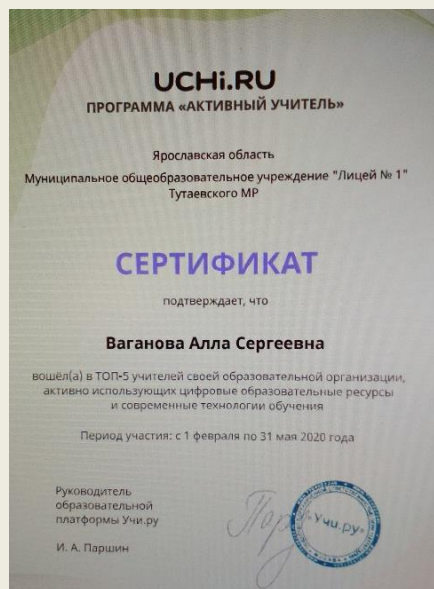 UCHi.RU
ПРОГРАММА «АКТИВНЫЙ УЧИТЕЛЬ»
Ярославская область
Муниципальное общеобразовательное учреждение "Лицей № 1"
Тутаевского МР
СЕРТИФИКАТ
подтверждает, что
Ваганова Алла Сергеевна
вошёл(а) в ТОП-5 учителей своей образовательной организации,
активно использующих цифровые образовательные ресурсы
и современные технологии обучения
Период участия: с 1 февраля по 31 мая 2020 года
Руководитель
образовательной
платформы Учи.ру
И. А. Паршин
«Учи.ру»